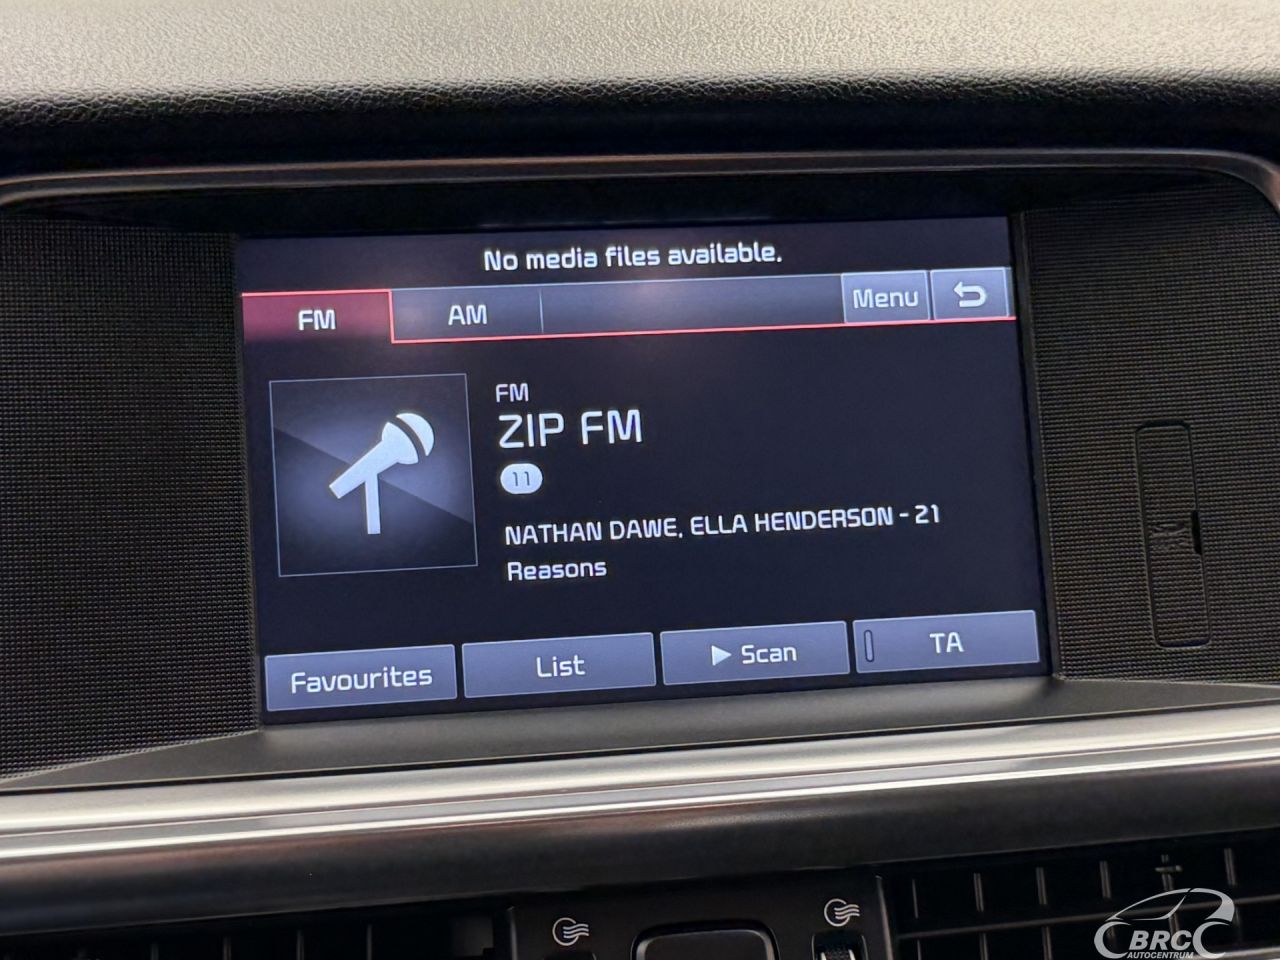 No media files available.
FM AM Menu
FM
ZIP FM
11
NATHAN DAWE, ELLA HENDERSON - 21
Reasons
Favourites List Scan TA
BRC
AUTOCENTRUM